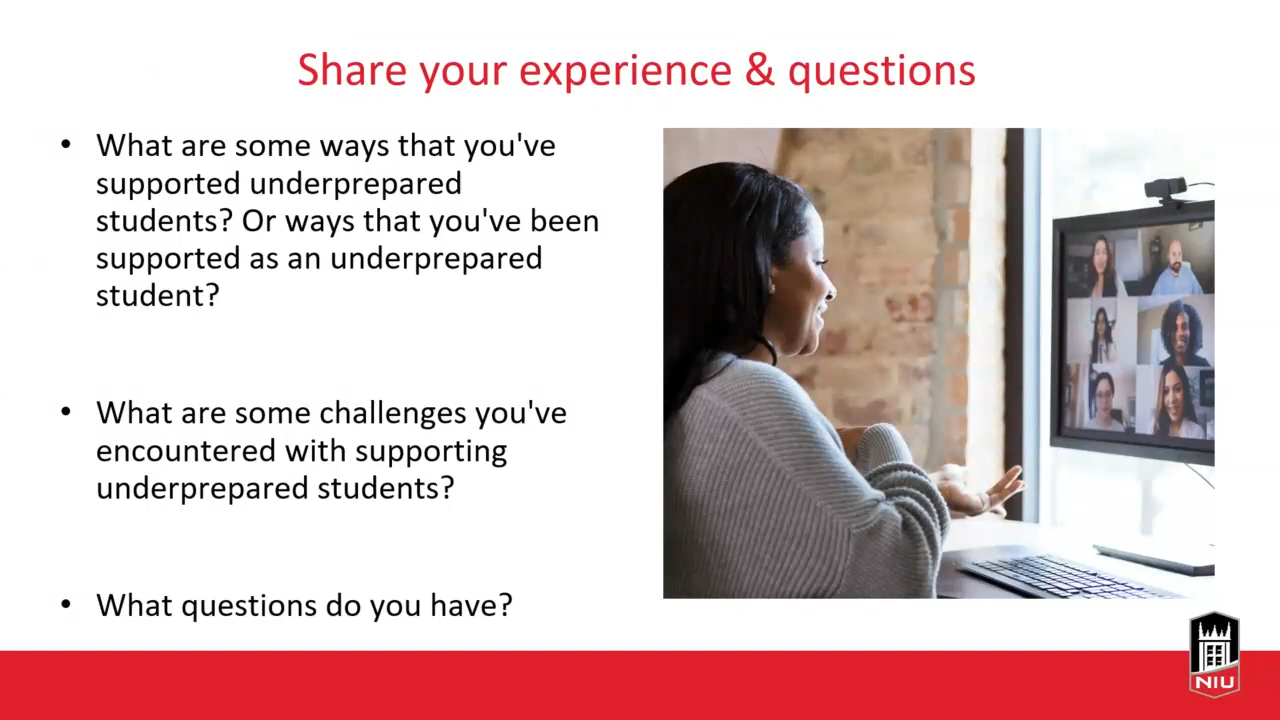 Share your experience & questions
• What are some ways that you've
supported underprepared
students? Or ways that you've been
supported as an underprepared
student?
• What are some challenges you've
encountered with supporting
underprepared students?
• What questions do you have?
NIU